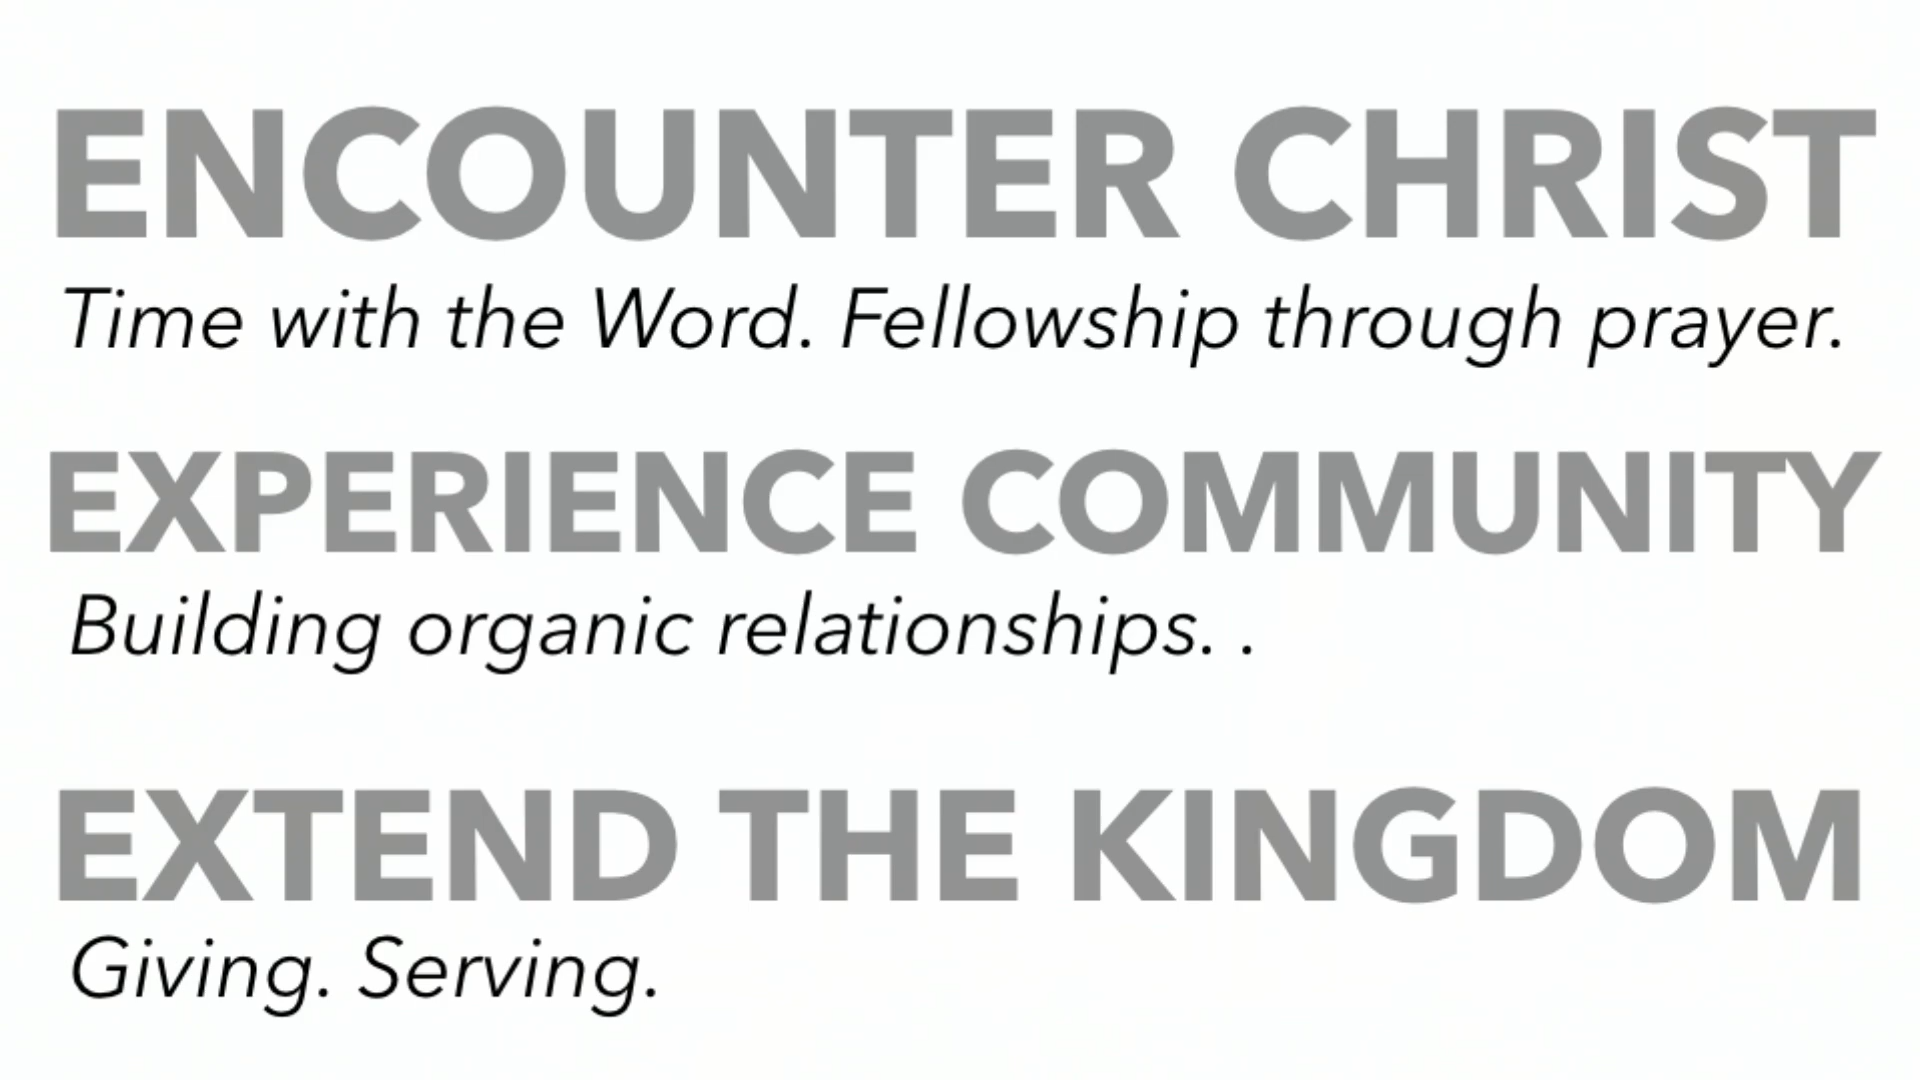 ENCOUNTER CHRIST
Time with the Word. Fellowship through prayer.
EXPERIENCE COMMUNITY
Building organic relationships. .
EXTEND THE KINGDOM
Giving. Serving.